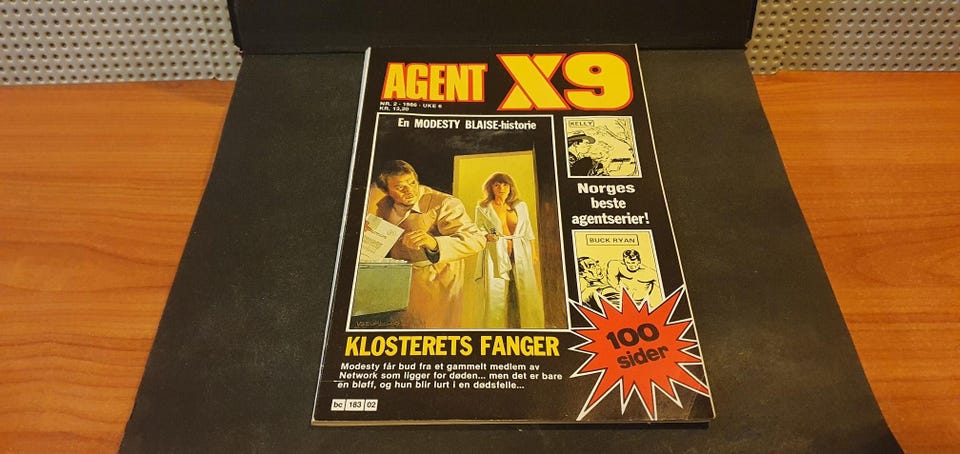 AGENT X9
NR. 2 - 1986 - UKE 6
KR. 13,20
En MODESTY BLAISE-historie
KELLY
Norges
beste
agentserier!
BUCK RYAN
100
sider
KLOSTERETS FANGER
Modesty får bud fra et gammelt medlem av
Network som ligger for døden... men det er bare
en bløff, og hun blir lurt i en dødsfelle...
bc 183 02